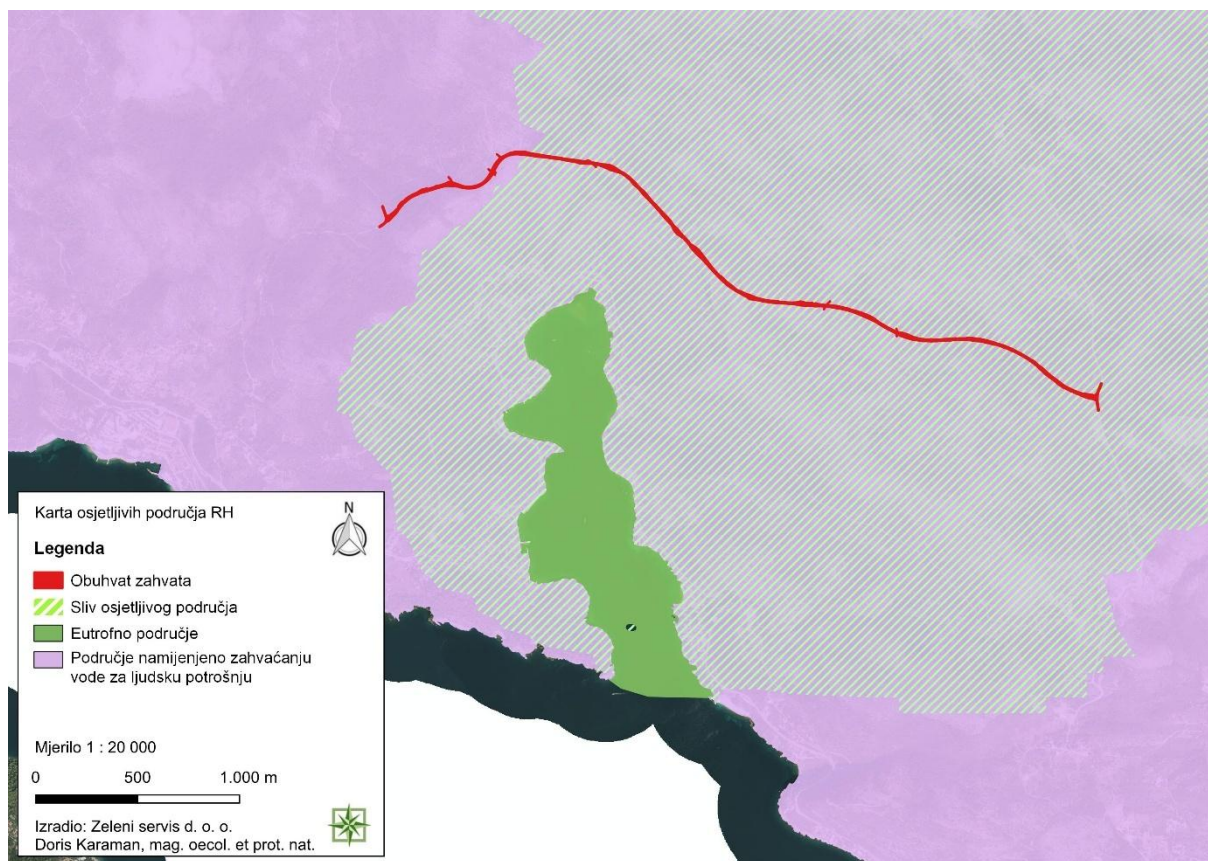 Karta osjetljivih područja RH
N
Legenda
Obuhvat zahvata
Sliv osjetljivog područja
Eutrofno područje
Područje namijenjeno zahvaćanju
vode za ljudsku potrošnju
Mjerilo 1 : 20 000
0 500 1.000 m
Izradio: Zeleni servis d. o. o.
Doris Karaman, mag. oecol. et prot. nat.